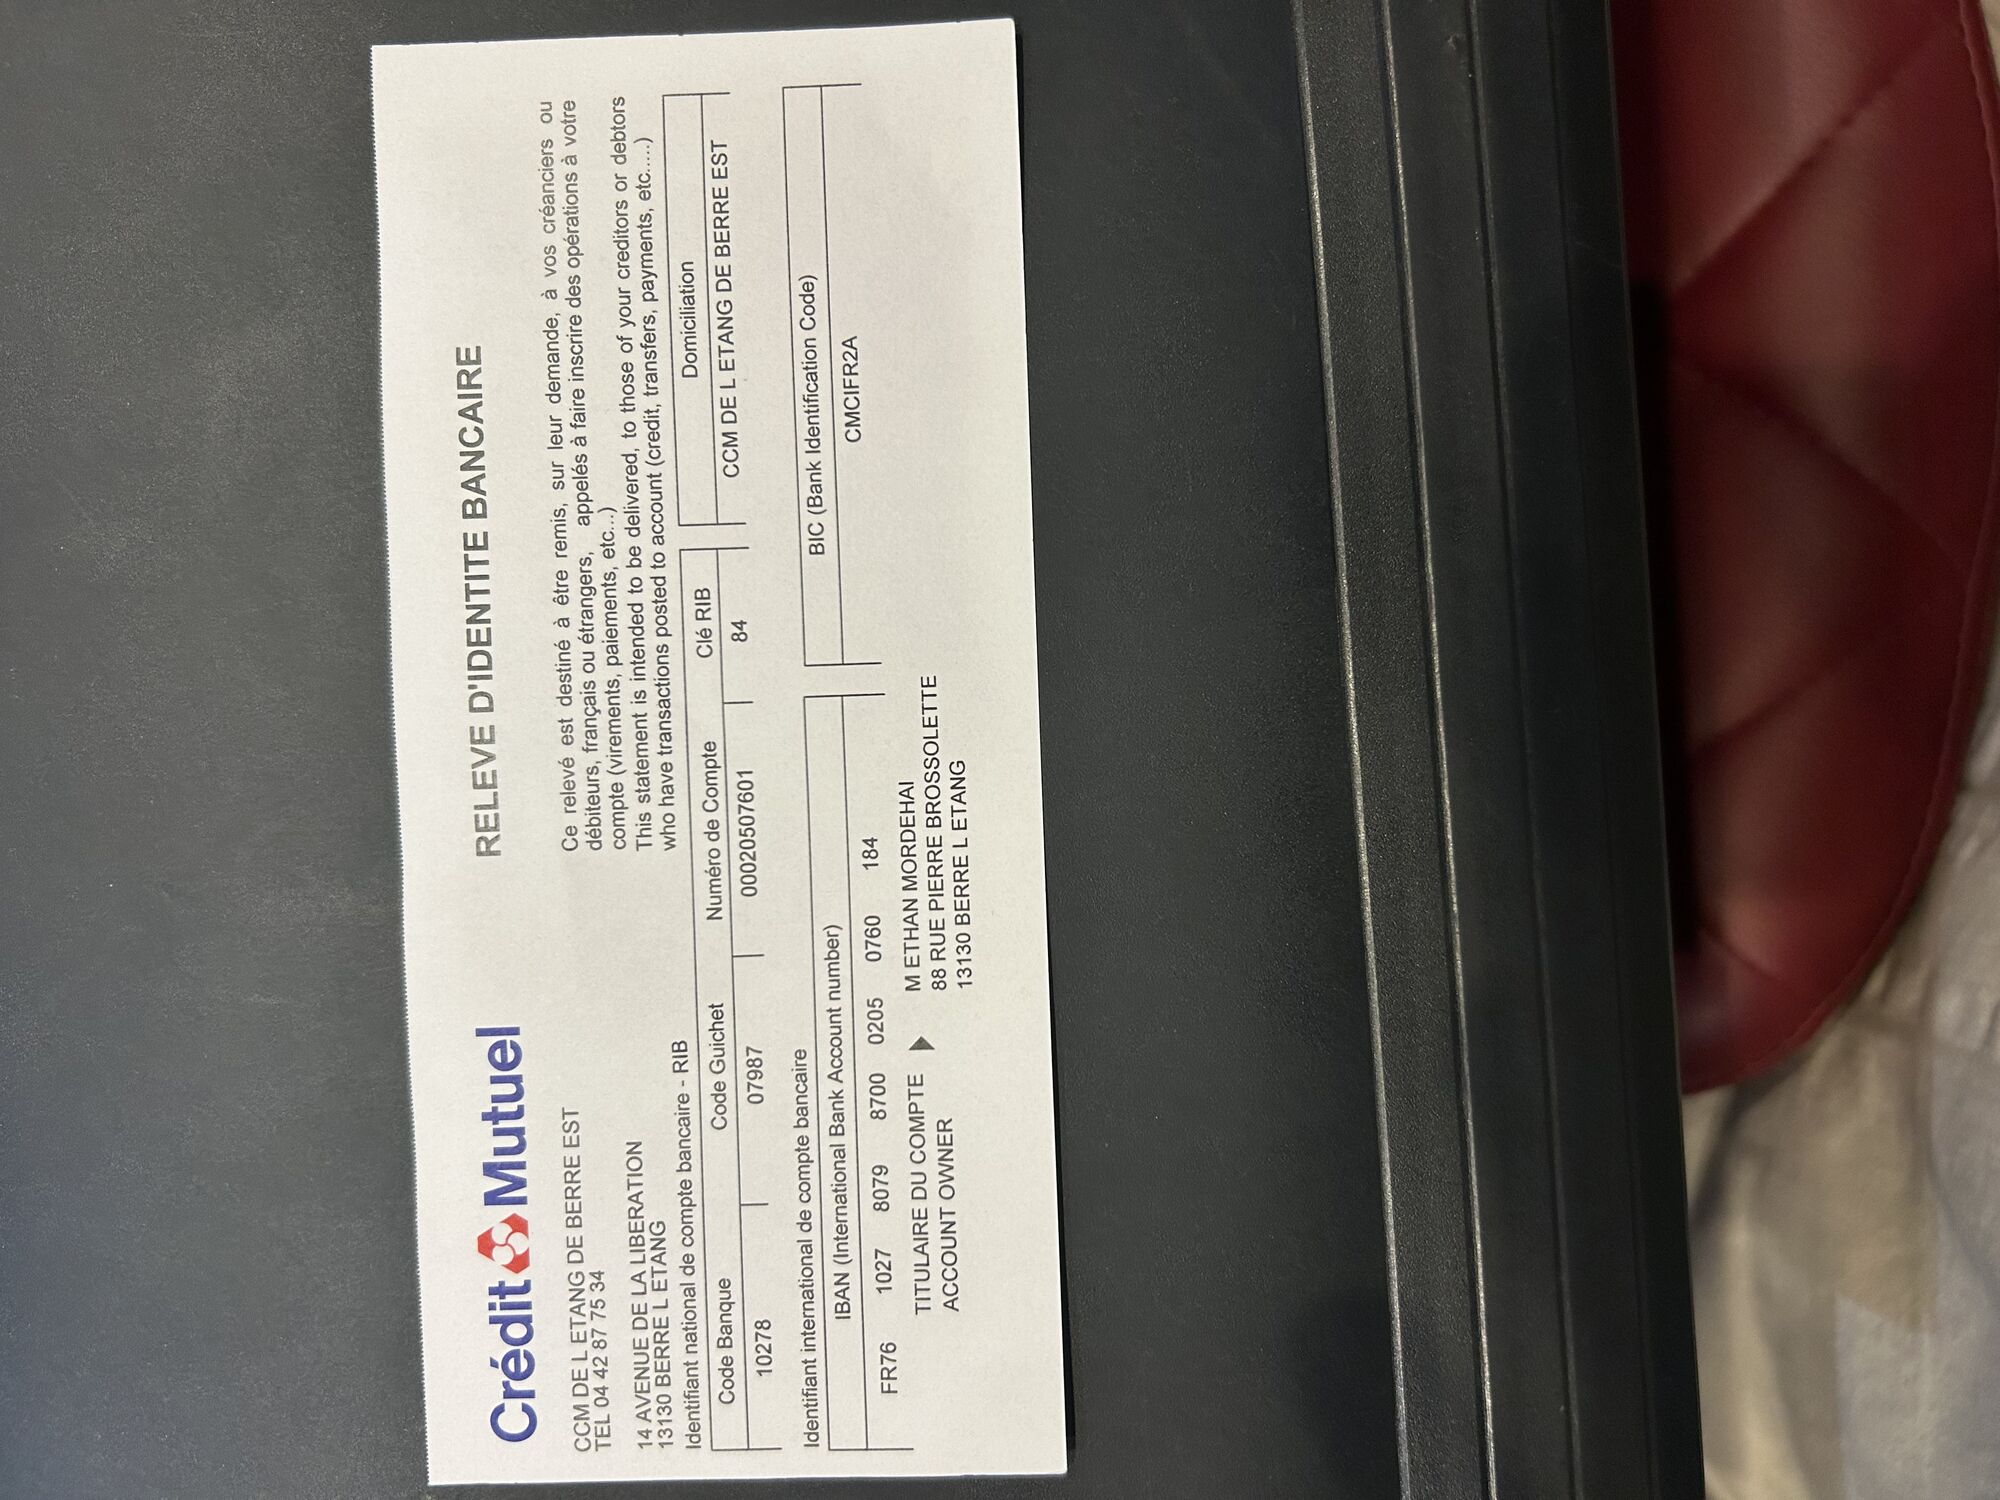 Crédit Mutuel
RELEVE D'IDENTITE BANCAIRE
CCM DE L ETANG DE BERRE EST
TEL 04 42 87 75 34
14 AVENUE DE LA LIBERATION
13130 BERRE L ETANG
Ce relevé est destiné à être remis, sur leur demande, à vos créanciers ou
débiteurs, français ou étrangers, appelés à faire inscrire des opérations à votre
compte (virements, paiements, etc...)
This statement is intended to be delivered, to those of your creditors or debtors
who have transactions posted to account (credit, transfers, payments, etc.....)
Identifiant national de compte bancaire - RIB
Code Banque Code Guichet Numéro de Compte Clé RIB Domiciliation
10278 07987 00020507601 84 CCM DE L ETANG DE BERRE EST
Identifiant international de compte bancaire
IBAN (International Bank Account number) BIC (Bank Identification Code)
FR76 1027 8079 8700 0205 0760 184 CMCIFR2A
TITULAIRE DU COMPTE M ETHAN MORDEHAI
ACCOUNT OWNER 88 RUE PIERRE BROSSOLETTE
13130 BERRE L ETANG